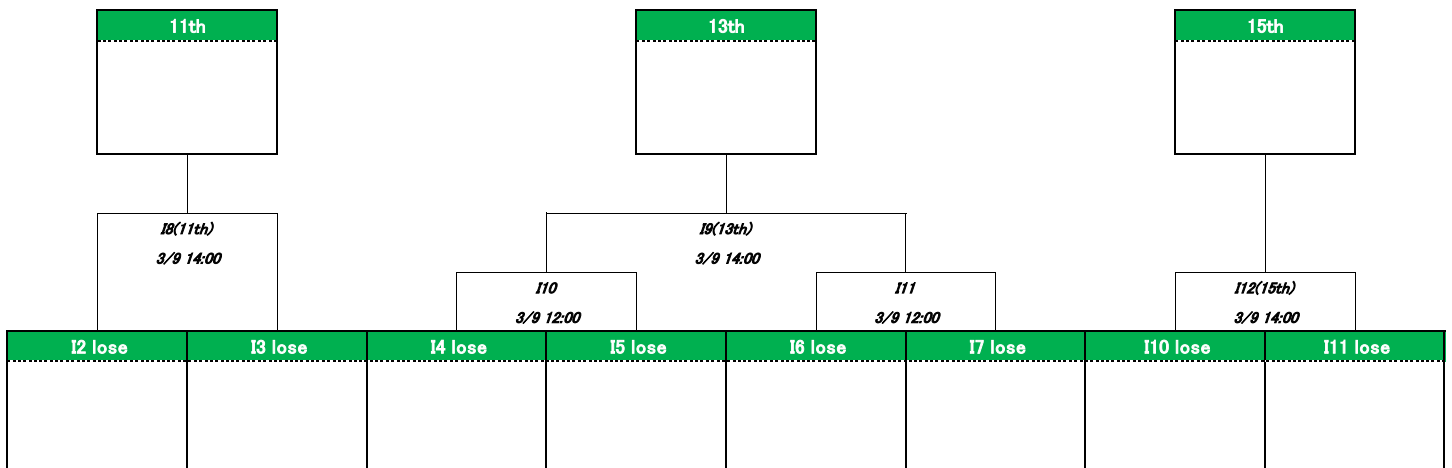 11th
13th
15th
I8(11th)
3/9 14:00
I9(13th)
3/9 14:00
I10
3/9 12:00
I11
3/9 12:00
I12(15th)
3/9 14:00
I2 lose
I3 lose
I4 lose
I5 lose
I6 lose
I7 lose
I10 lose
I11 lose